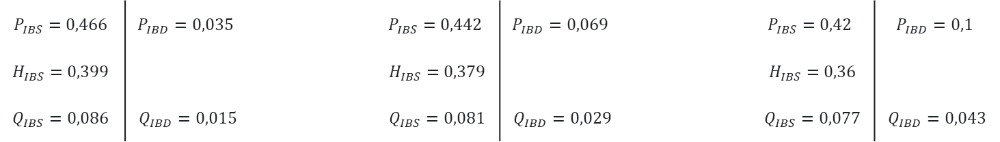 P_IBS = 0,466 P_IBD = 0,035 P_IBS = 0,442 P_IBD = 0,069 P_IBS = 0,42 P_IBD = 0,1
H_IBS = 0,399 H_IBS = 0,379 H_IBS = 0,36
Q_IBS = 0,086 Q_IBD = 0,015 Q_IBS = 0,081 Q_IBD = 0,029 Q_IBS = 0,077 Q_IBD = 0,043